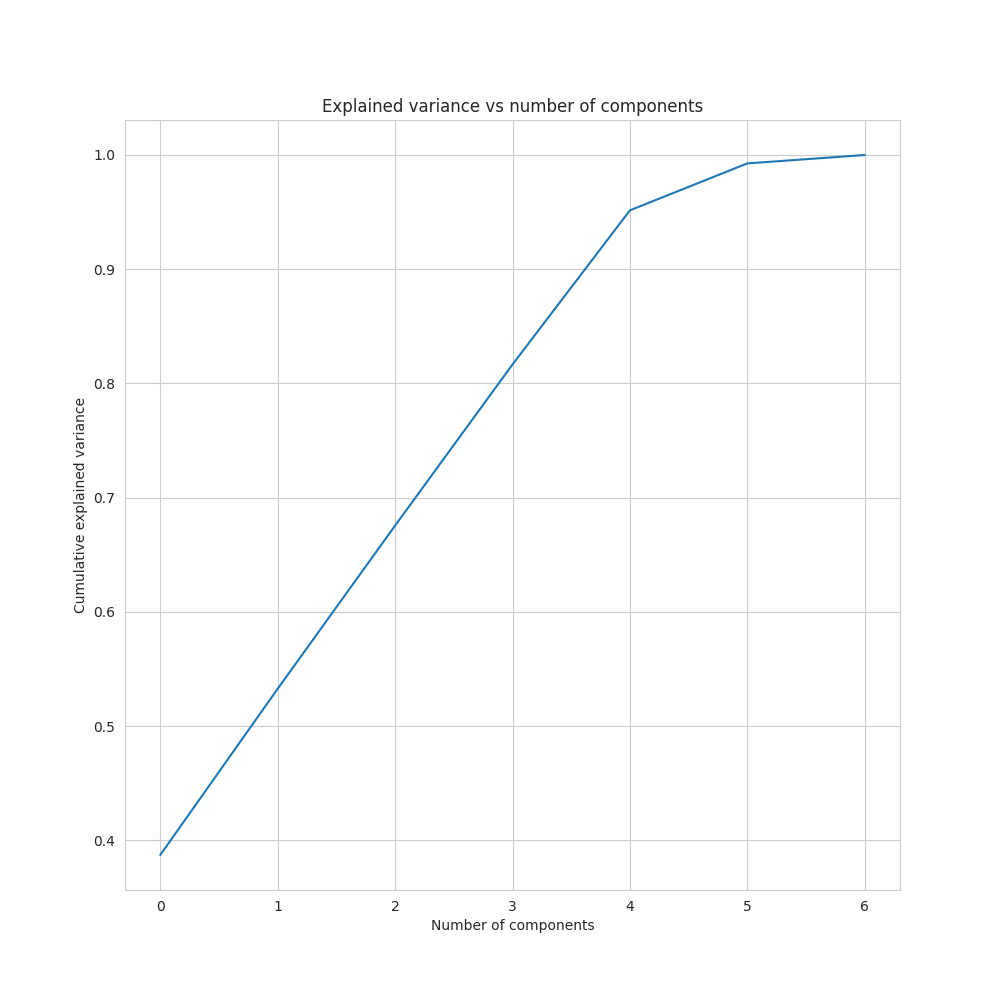 Explained variance vs number of components
1.0
0.9
0.8
0.7
0.6
0.5
0.4
Cumulative explained variance
0 1 2 3 4 5 6
Number of components